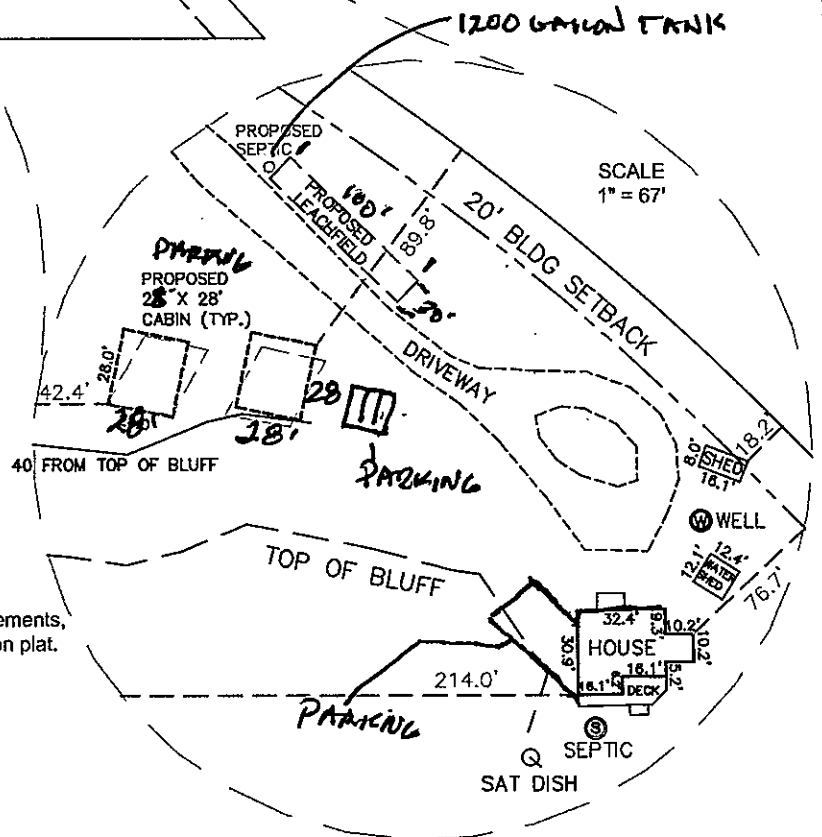 1200 GALLON TANK
PROPOSED
SEPTIC
SCALE
1" = 67'
PROPOSED
LEACHFIELD
100'
89.8'
20' BLDG SETBACK
20'
PARKING
PROPOSED
28' X 28'
CABIN (TYP.)
28.0'
42.4'
28'
28'
28
DRIVEWAY
PARKING
40 FROM TOP OF BLUFF
18.2'
8.0'
SHED
16.1'
WELL
W
12.4'
12.1'
WATER
SHED
76.7'
TOP OF BLUFF
ements,
on plat.
32.4'
9.3'
10.2'
10.2'
30.9'
HOUSE
16.1'
16.1'
DECK
5.2'
214.0'
PARKING
S
SEPTIC
SAT DISH